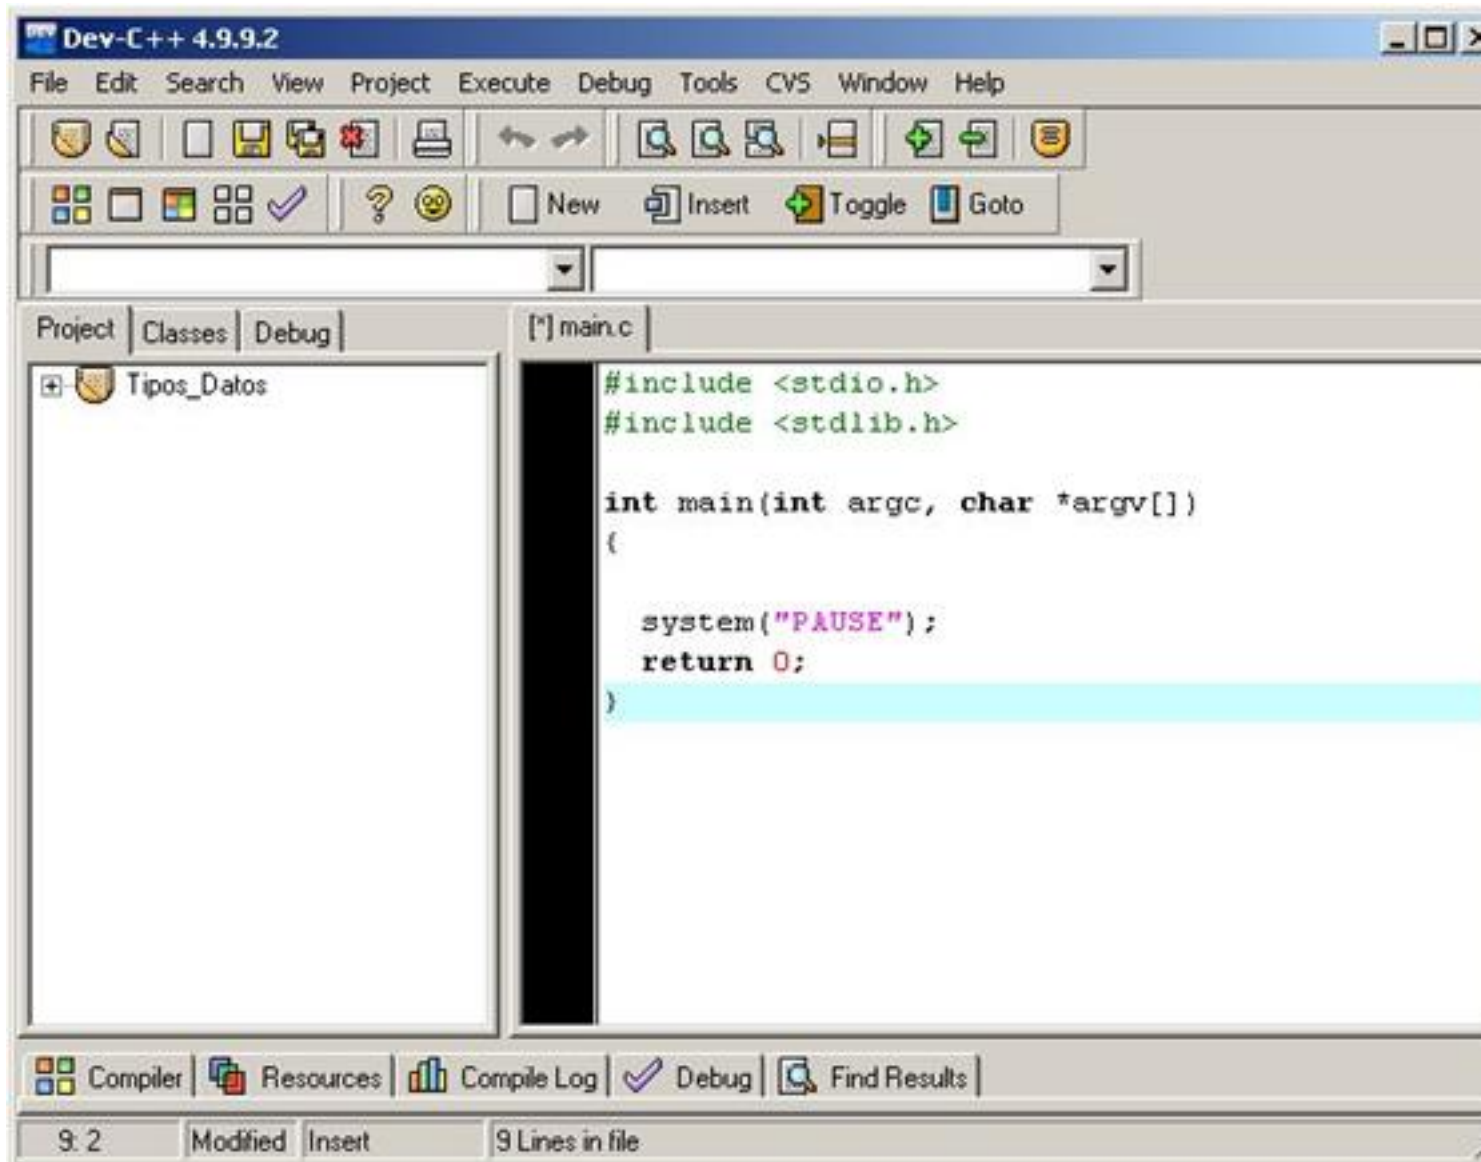 Dev-C++ 4.9.9.2
File Edit Search View Project Execute Debug Tools CVS Window Help
New Insert Toggle Goto
Project Classes Debug
[*] main.c
Tipos_Datos
#include <stdio.h>
#include <stdlib.h>
int main(int argc, char *argv[])
{
system("PAUSE");
return 0;
}
Compiler Resources Compile Log Debug Find Results
9: 2 Modified Insert 9 Lines in file